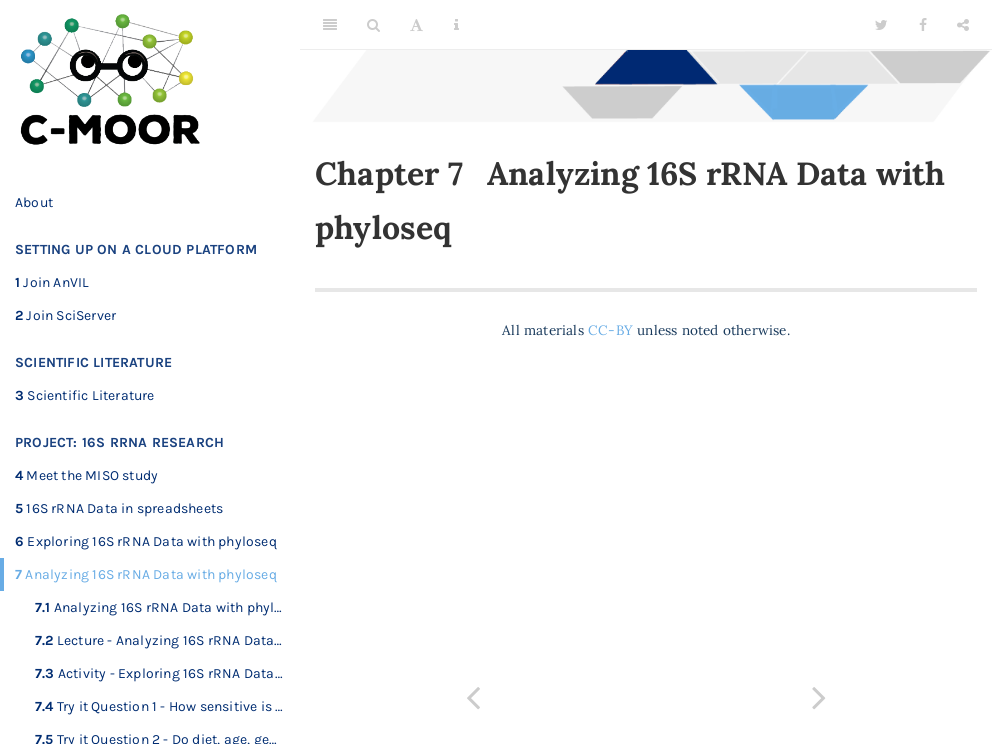 C-MOOR
About
SETTING UP ON A CLOUD PLATFORM
1 Join AnVIL
2 Join SciServer
SCIENTIFIC LITERATURE
3 Scientific Literature
PROJECT: 16S RRNA RESEARCH
4 Meet the MISO study
5 16S rRNA Data in spreadsheets
6 Exploring 16S rRNA Data with phyloseq
7 Analyzing 16S rRNA Data with phyloseq
7.1 Analyzing 16S rRNA Data with phyl…
7.2 Lecture - Analyzing 16S rRNA Data…
7.3 Activity - Exploring 16S rRNA Data…
7.4 Try it Question 1 - How sensitive is …
7.5 Try it Question 2 - Do diet, age, ge…
Chapter 7 Analyzing 16S rRNA Data with
phyloseq
All materials CC-BY unless noted otherwise.